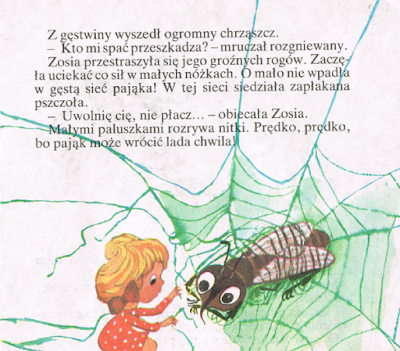 Z gęstwiny wyszedł ogromny chrząszcz.
– Kto mi spać przeszkadza? – mruczał rozgniewany.
Zosia przestraszyła się jego groźnych rogów. Zaczę-
ła uciekać co sił w małych nóżkach. O mało nie wpadła
w gęstą sieć pająka! W tej sieci siedziała zapłakana
pszczoła.
– Uwolnię cię, nie płacz... – obiecała Zosia.
Małymi paluszkami rozrywa nitki. Prędko, prędko,
bo pająk może wrócić lada chwila!